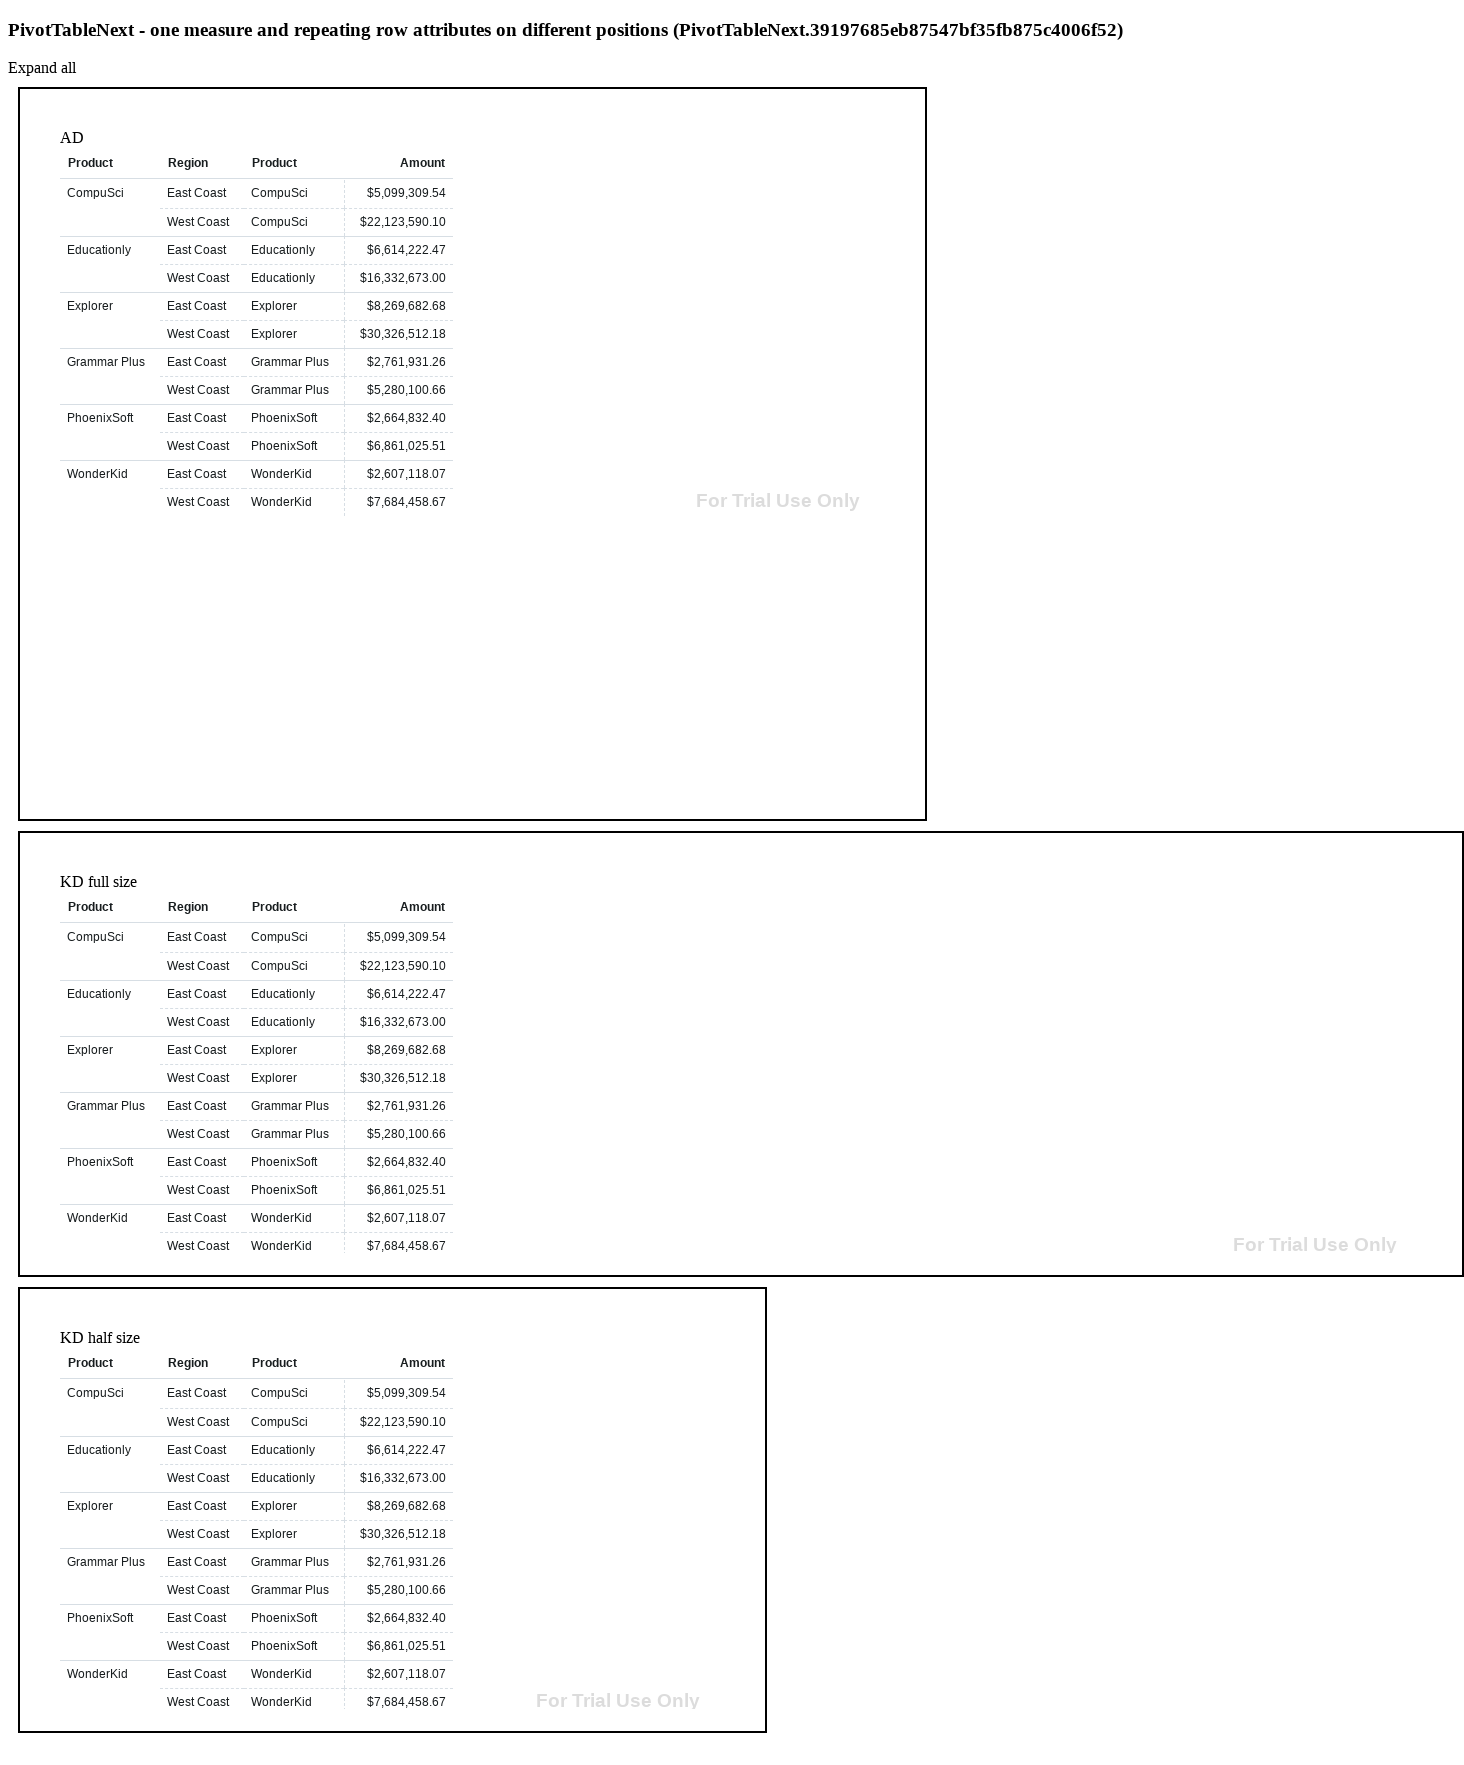 PivotTableNext - one measure and repeating row attributes on different positions (PivotTableNext.39197685eb87547bf35fb875c4006f52)
Expand all
AD
Product Region Product Amount
CompuSci East Coast CompuSci $5,099,309.54
West Coast CompuSci $22,123,590.10
Educationly East Coast Educationly $6,614,222.47
West Coast Educationly $16,332,673.00
Explorer East Coast Explorer $8,269,682.68
West Coast Explorer $30,326,512.18
Grammar Plus East Coast Grammar Plus $2,761,931.26
West Coast Grammar Plus $5,280,100.66
PhoenixSoft East Coast PhoenixSoft $2,664,832.40
West Coast PhoenixSoft $6,861,025.51
WonderKid East Coast WonderKid $2,607,118.07
West Coast WonderKid $7,684,458.67
For Trial Use Only
KD full size
Product Region Product Amount
CompuSci East Coast CompuSci $5,099,309.54
West Coast CompuSci $22,123,590.10
Educationly East Coast Educationly $6,614,222.47
West Coast Educationly $16,332,673.00
Explorer East Coast Explorer $8,269,682.68
West Coast Explorer $30,326,512.18
Grammar Plus East Coast Grammar Plus $2,761,931.26
West Coast Grammar Plus $5,280,100.66
PhoenixSoft East Coast PhoenixSoft $2,664,832.40
West Coast PhoenixSoft $6,861,025.51
WonderKid East Coast WonderKid $2,607,118.07
West Coast WonderKid $7,684,458.67
For Trial Use Only
KD half size
Product Region Product Amount
CompuSci East Coast CompuSci $5,099,309.54
West Coast CompuSci $22,123,590.10
Educationly East Coast Educationly $6,614,222.47
West Coast Educationly $16,332,673.00
Explorer East Coast Explorer $8,269,682.68
West Coast Explorer $30,326,512.18
Grammar Plus East Coast Grammar Plus $2,761,931.26
West Coast Grammar Plus $5,280,100.66
PhoenixSoft East Coast PhoenixSoft $2,664,832.40
West Coast PhoenixSoft $6,861,025.51
WonderKid East Coast WonderKid $2,607,118.07
West Coast WonderKid $7,684,458.67
For Trial Use Only